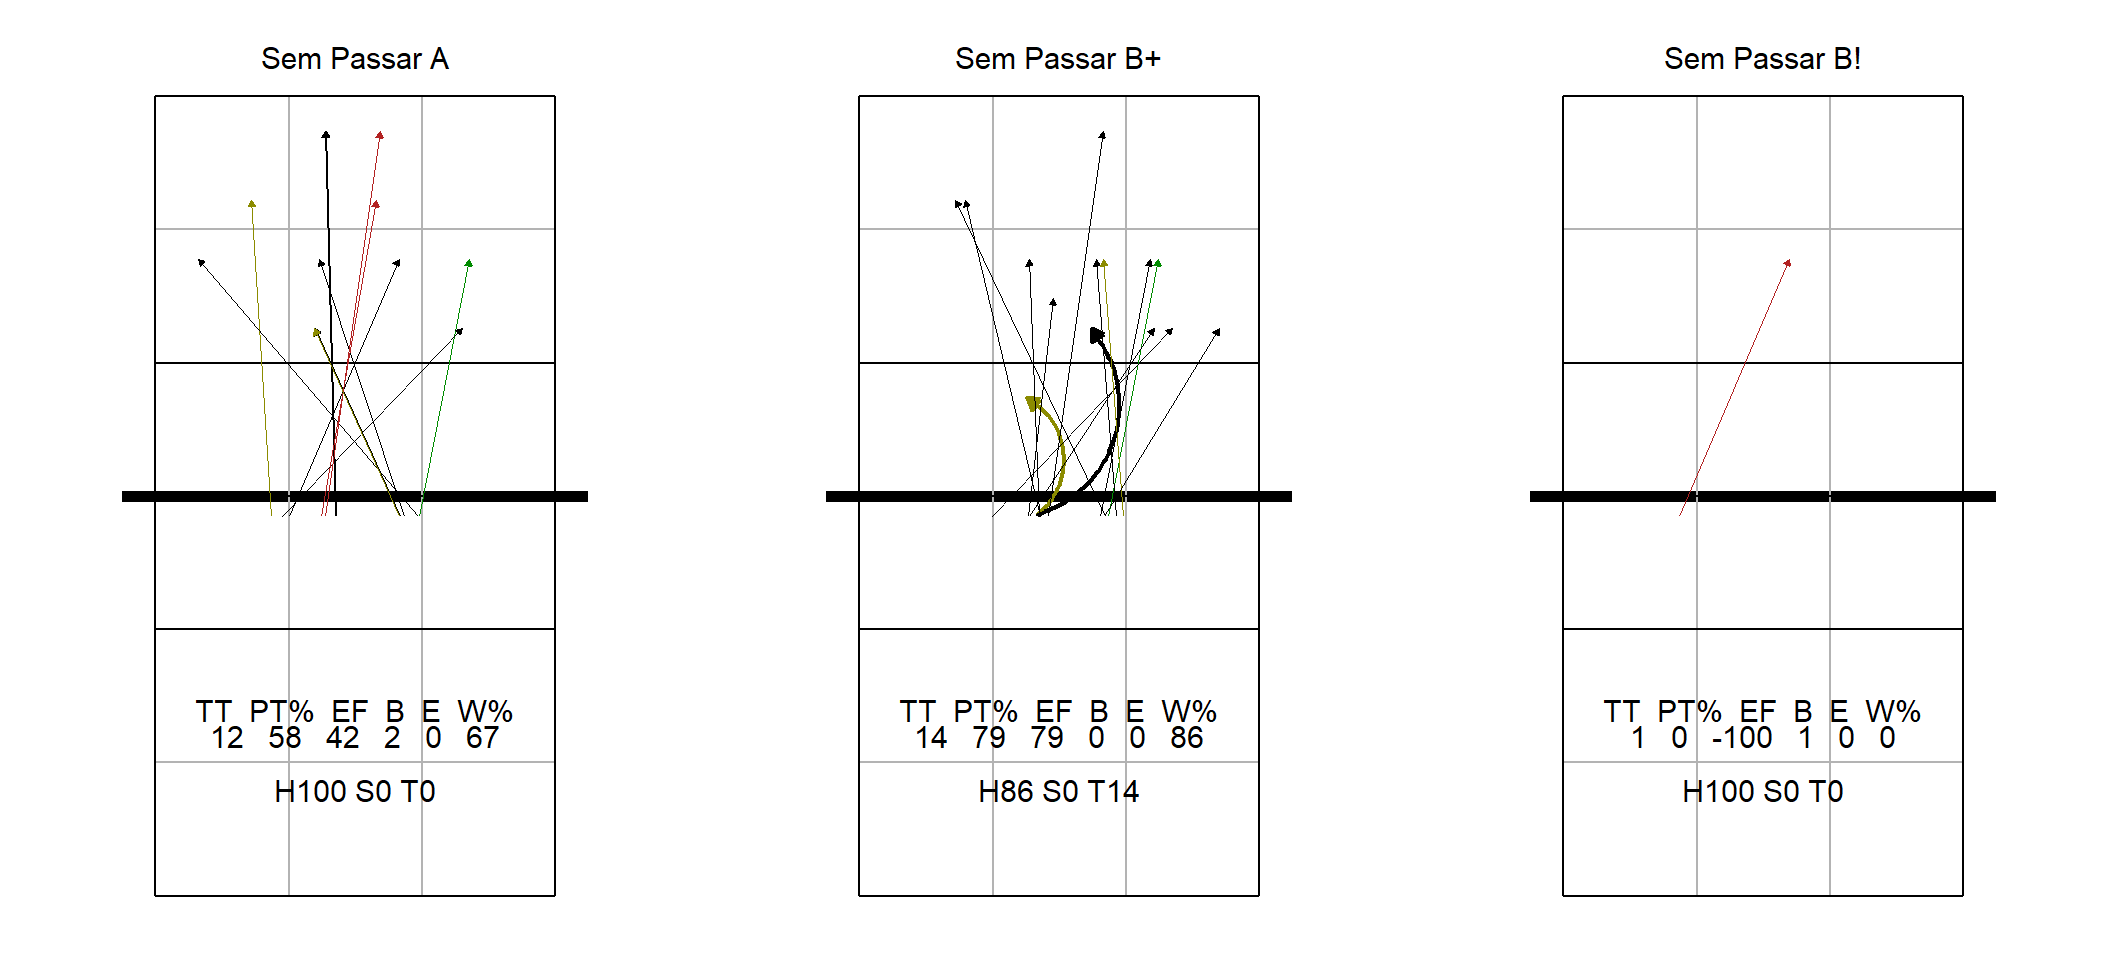 Sem Passar A
TT PT% EF B E W%
12 58 42 2 0 67
H100 S0 T0
Sem Passar B+
TT PT% EF B E W%
14 79 79 0 0 86
H86 S0 T14
Sem Passar B!
TT PT% EF B E W%
1 0 -100 1 0 0
H100 S0 T0